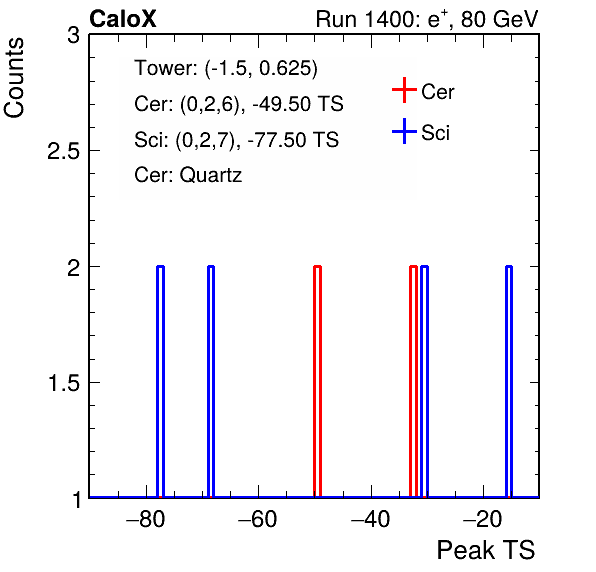 CaloX Run 1400: e⁺, 80 GeV
Counts
3
2.5
2
1.5
1
Tower: (-1.5, 0.625)
Cer: (0,2,6), -49.50 TS
Sci: (0,2,7), -77.50 TS
Cer: Quartz
Cer
Sci
−80 −60 −40 −20
Peak TS